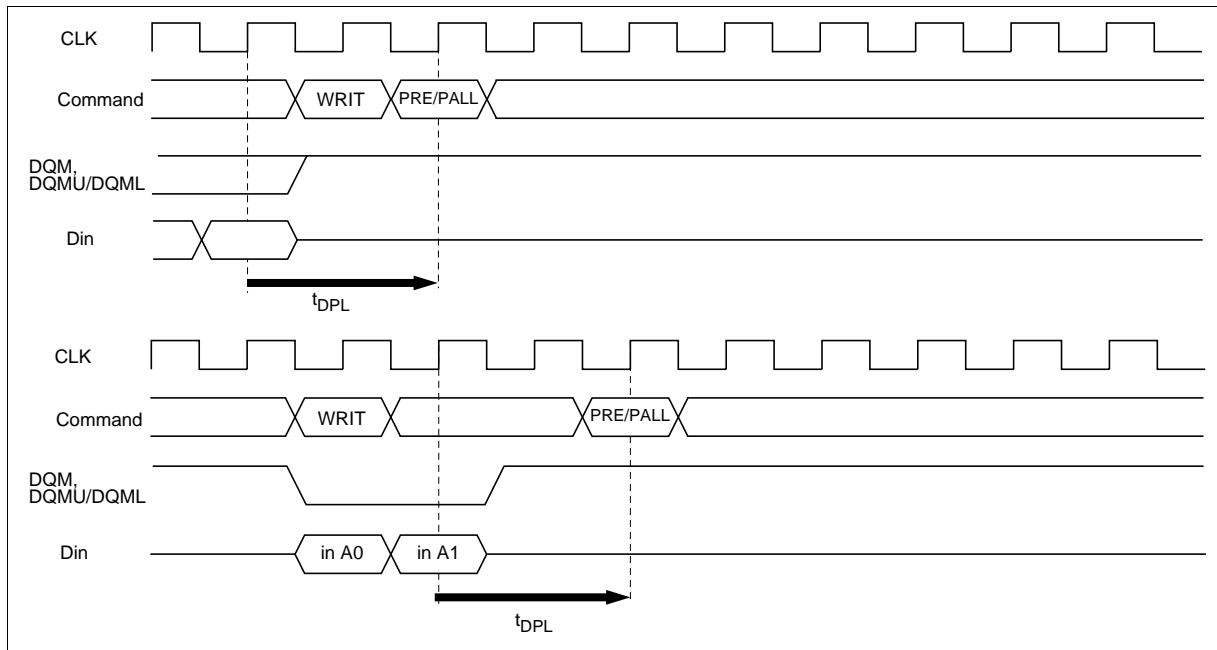 CLK
Command WRIT PRE/PALL
DQM,
DQMU/DQML
Din
tDPL
CLK
Command WRIT PRE/PALL
DQM,
DQMU/DQML
Din in A0 in A1
tDPL